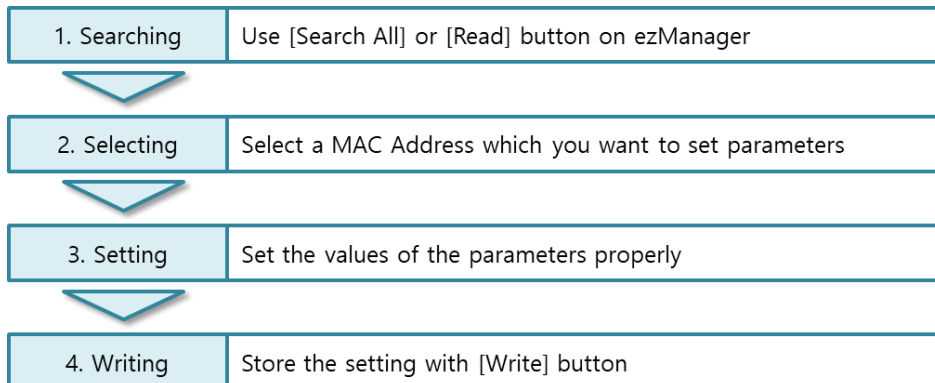 1. Searching
Use [Search All] or [Read] button on ezManager
2. Selecting
Select a MAC Address which you want to set parameters
3. Setting
Set the values of the parameters properly
4. Writing
Store the setting with [Write] button